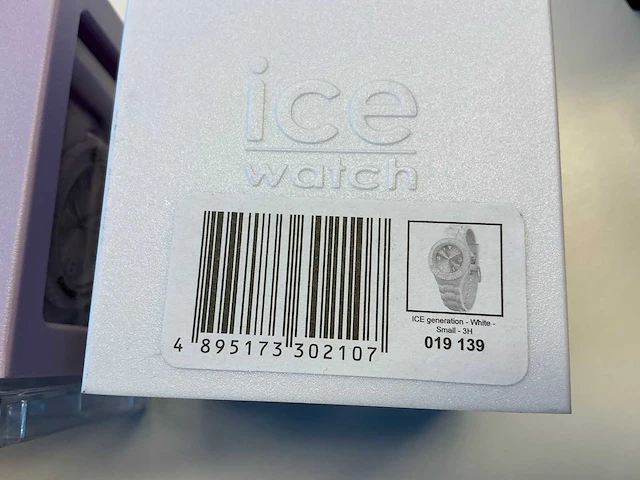 ice
watch
4 895173 302107
ICE generation - White -
Small - 3H
019 139